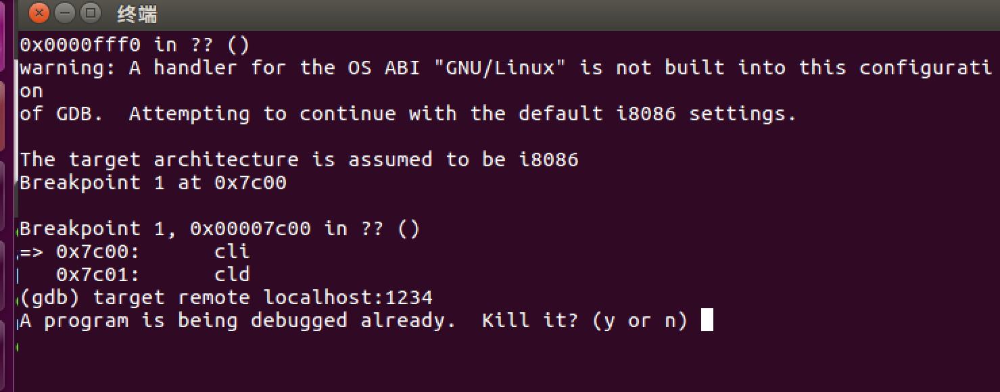 终端
0x0000fff0 in ?? ()
warning: A handler for the OS ABI "GNU/Linux" is not built into this configurati
on
of GDB.  Attempting to continue with the default i8086 settings.
The target architecture is assumed to be i8086
Breakpoint 1 at 0x7c00
Breakpoint 1, 0x00007c00 in ?? ()
=> 0x7c00:      cli
   0x7c01:      cld
(gdb) target remote localhost:1234
A program is being debugged already.  Kill it? (y or n)